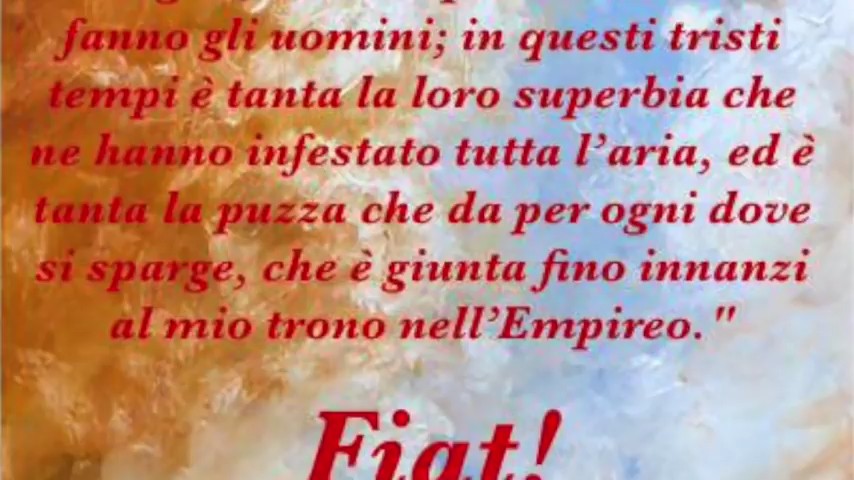 fanno gli uomini; in questi tristi
tempi è tanta la loro superbia che
ne hanno infestato tutta l’aria, ed è
tanta la puzza che da per ogni dove
si sparge, che è giunta fino innanzi
al mio trono nell’Empireo."
Fiat!